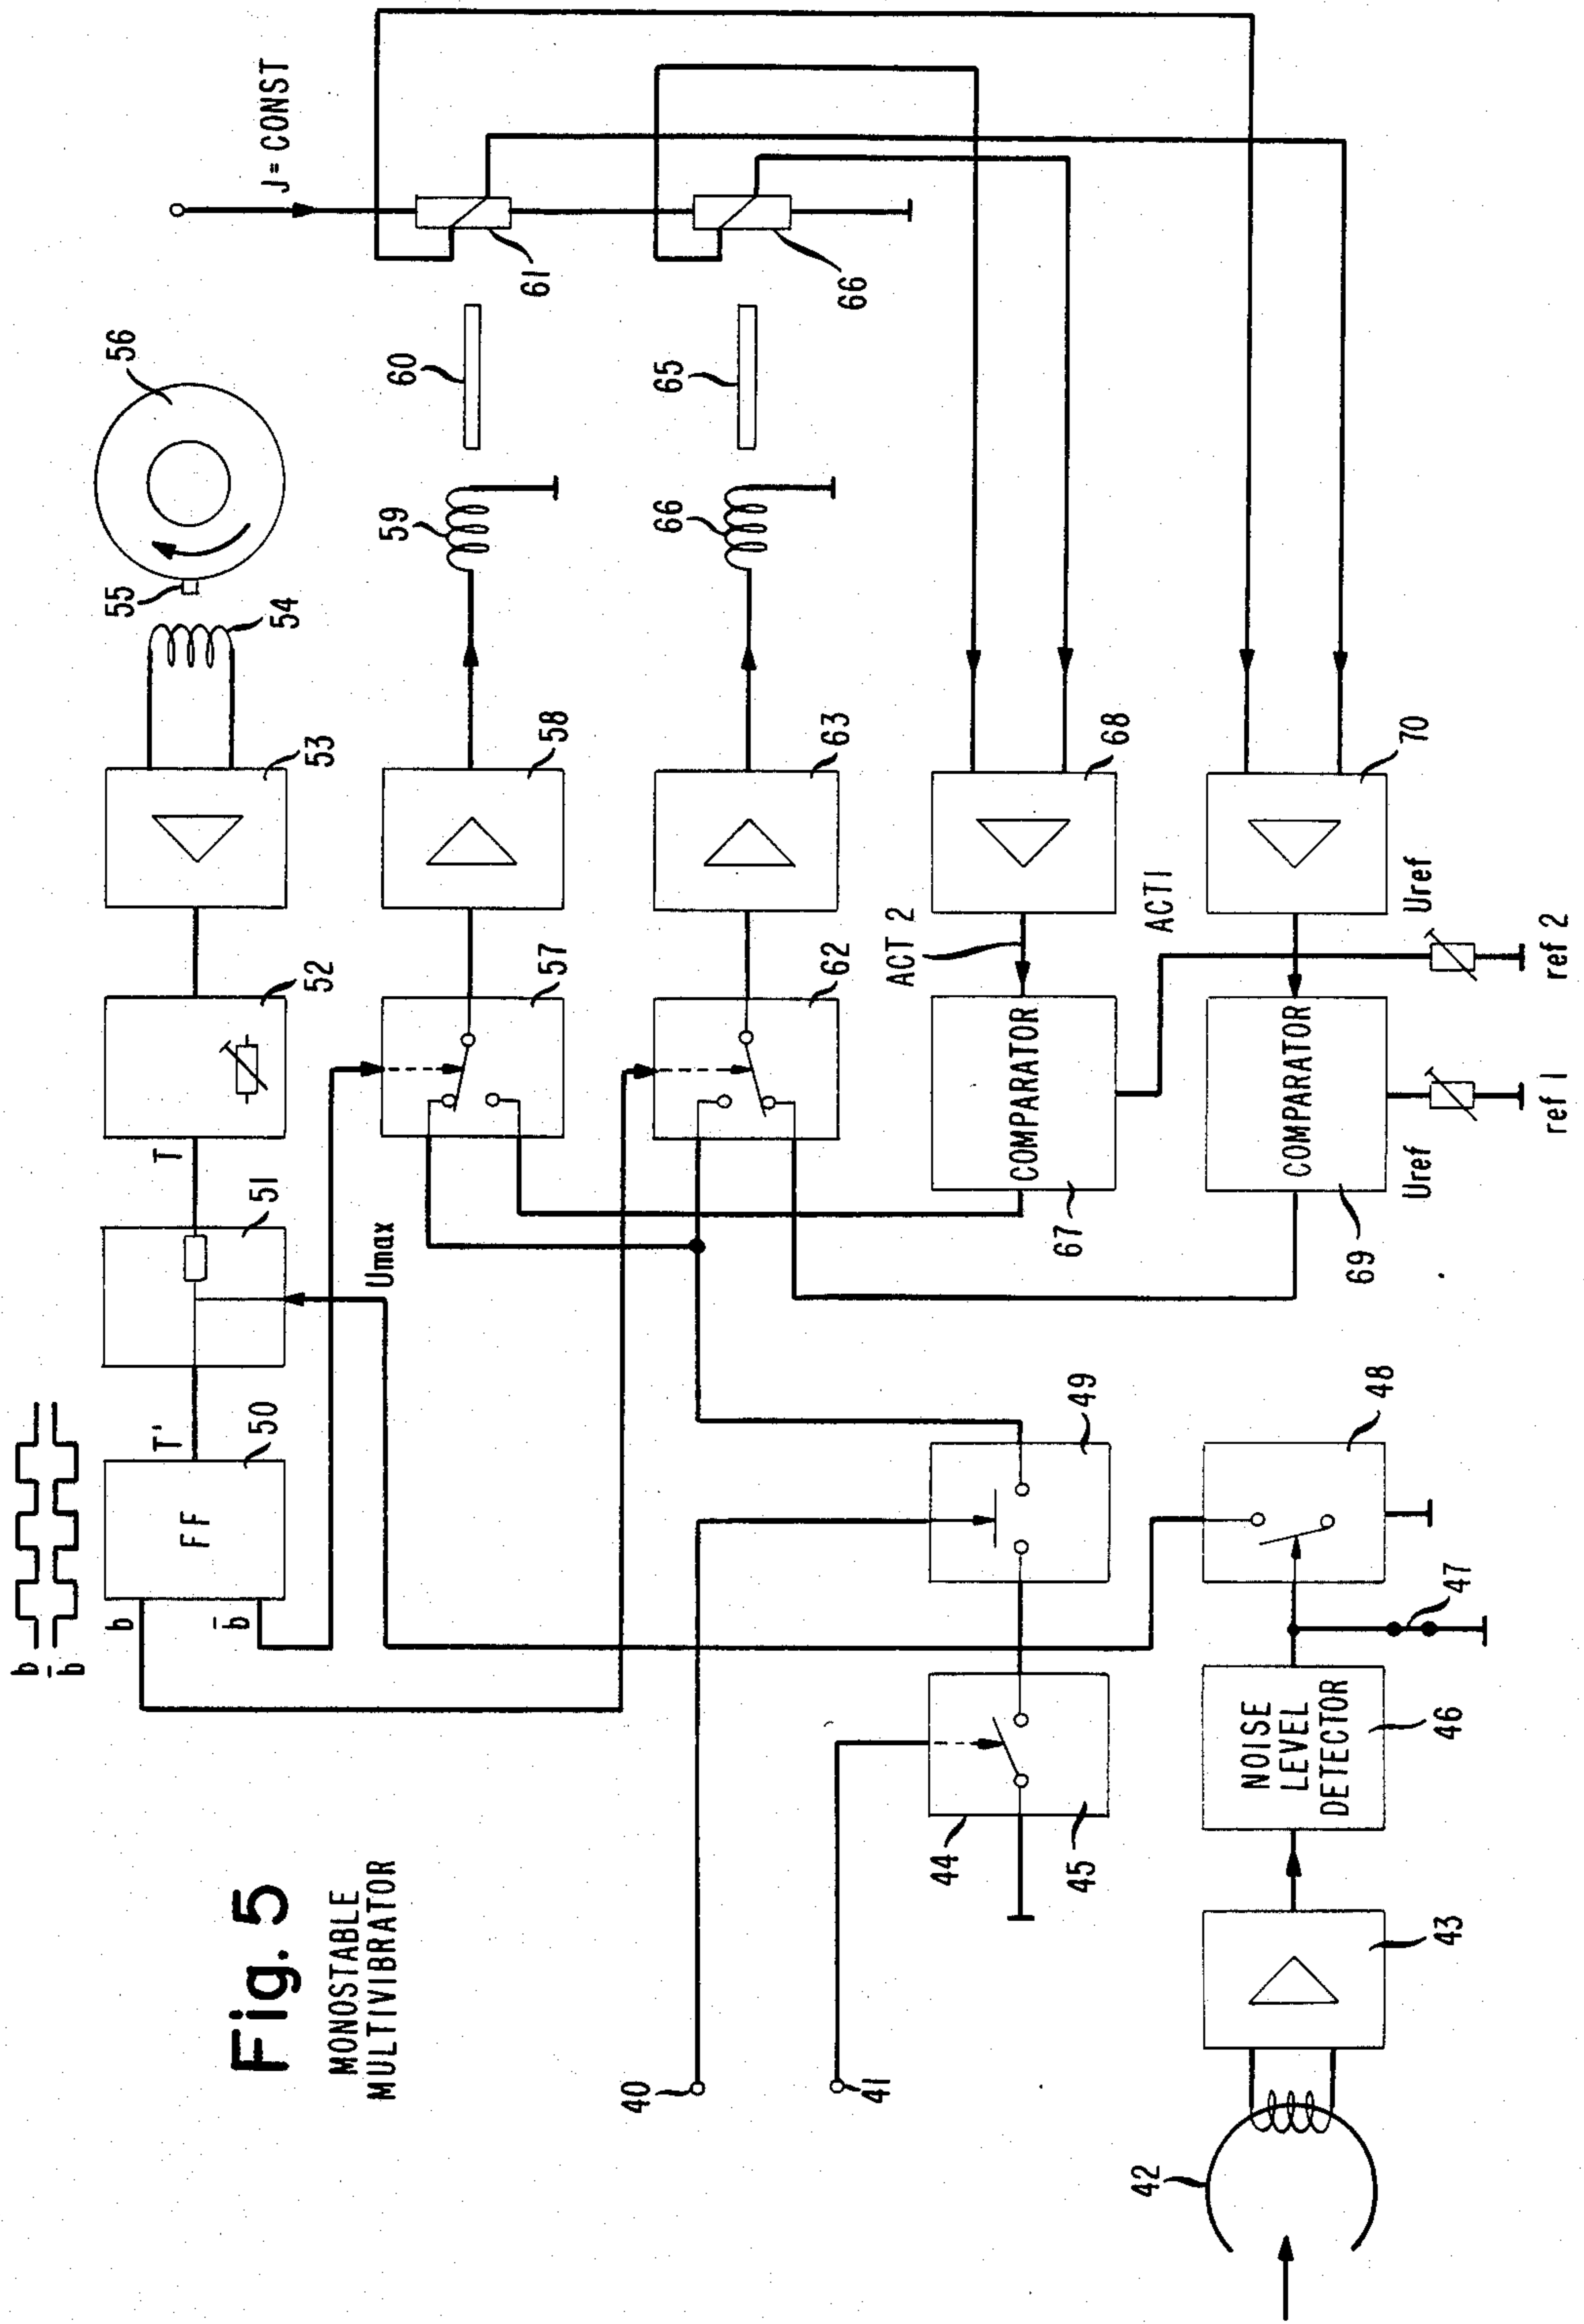 Fig. 5
MONOSTABLE
MULTIVIBRATOR
b
b̄
b
b̄
FF
T'
50
51
T
52
53
54
55
56
Umax
57
58
59
60
61
J = CONST
62
63
66
65
66
40
41
44
45
49
67
COMPARATOR
ACT 2
68
ACT1
42
43
NOISE
LEVEL
DETECTOR
46
47
48
69
COMPARATOR
70
Uref
ref 1
Uref
ref 2